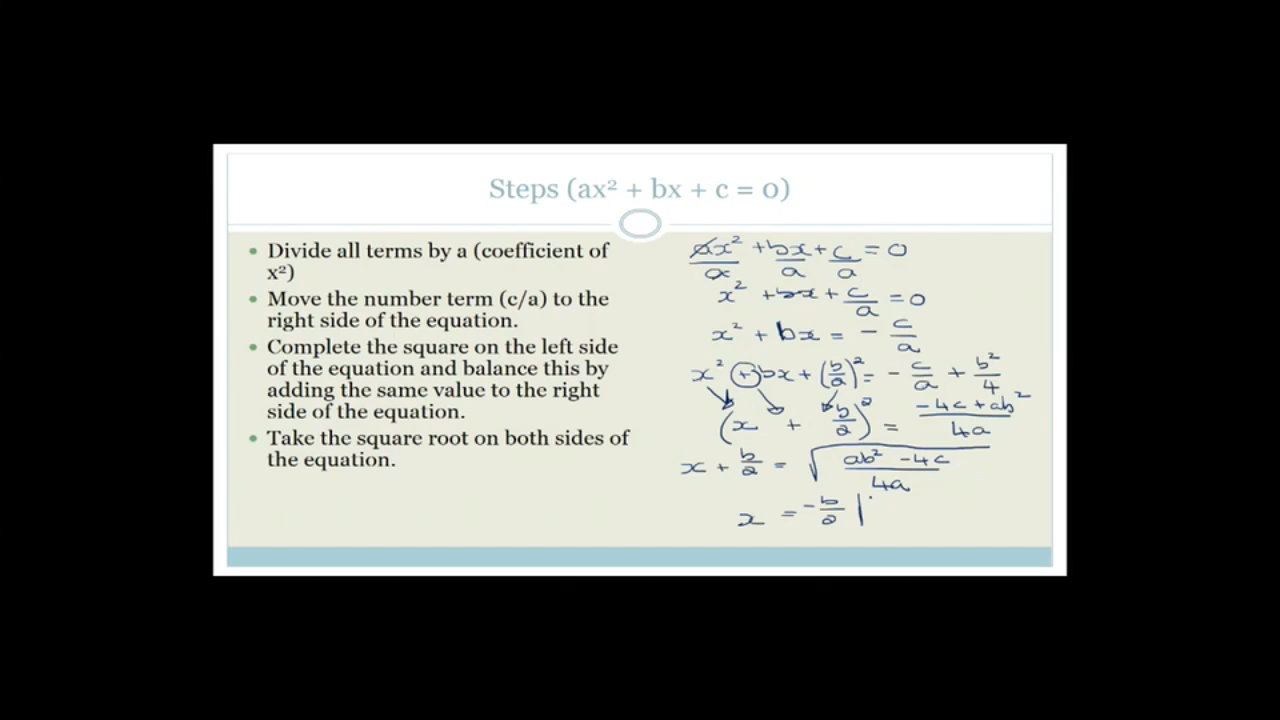 Steps (ax² + bx + c = 0)
• Divide all terms by a (coefficient of
x²)
• Move the number term (c/a) to the
right side of the equation.
• Complete the square on the left side
of the equation and balance this by
adding the same value to the right
side of the equation.
• Take the square root on both sides of
the equation.
ax²/a + bx/a + c/a = 0
x² + bx + c/a = 0
x² + bx = - c/a
x² + bx + (b/2)² = - c/a + b²/4
(x + b/2)² = -4c + ab²/4a
x + b/2 = √ab² - 4c/4a
x = -b/2